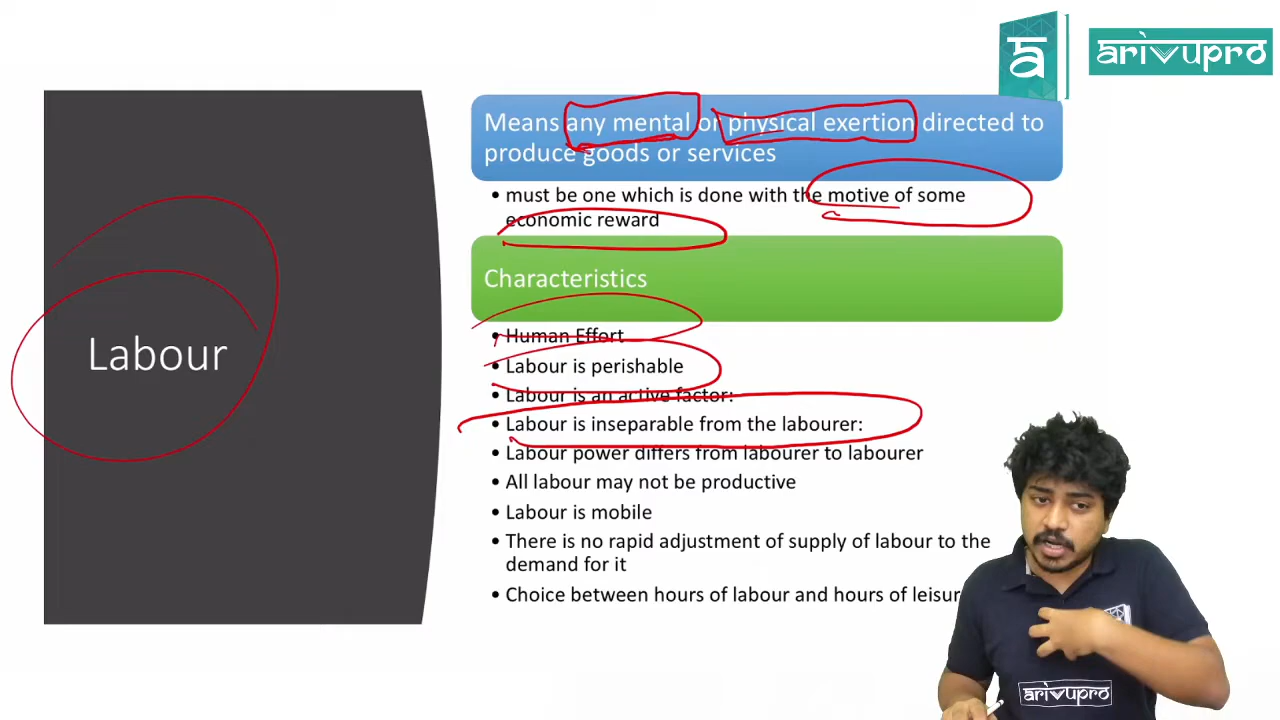 arivupro
Means any mental or physical exertion directed to
produce goods or services
• must be one which is done with the motive of some
economic reward
Characteristics
• Human Effort
• Labour is perishable
• Labour is an active factor:
• Labour is inseparable from the labourer:
• Labour power differs from labourer to labourer
• All labour may not be productive
• Labour is mobile
• There is no rapid adjustment of supply of labour to the
demand for it
• Choice between hours of labour and hours of
Labour
arivupro